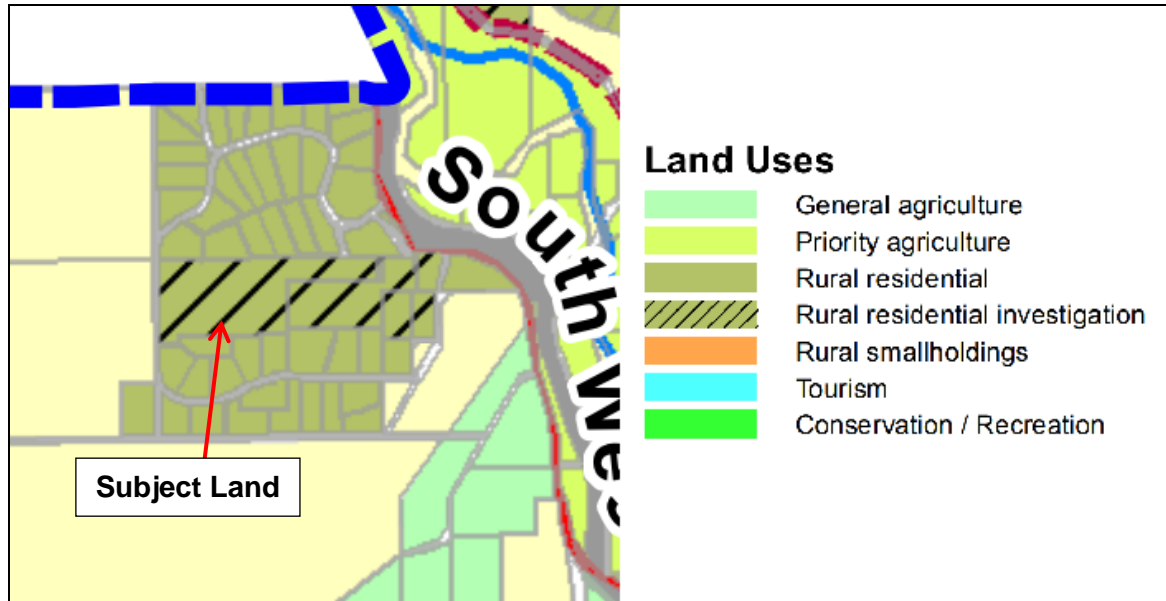 South Wes
Subject Land
Land Uses
General agriculture
Priority agriculture
Rural residential
Rural residential investigation
Rural smallholdings
Tourism
Conservation / Recreation